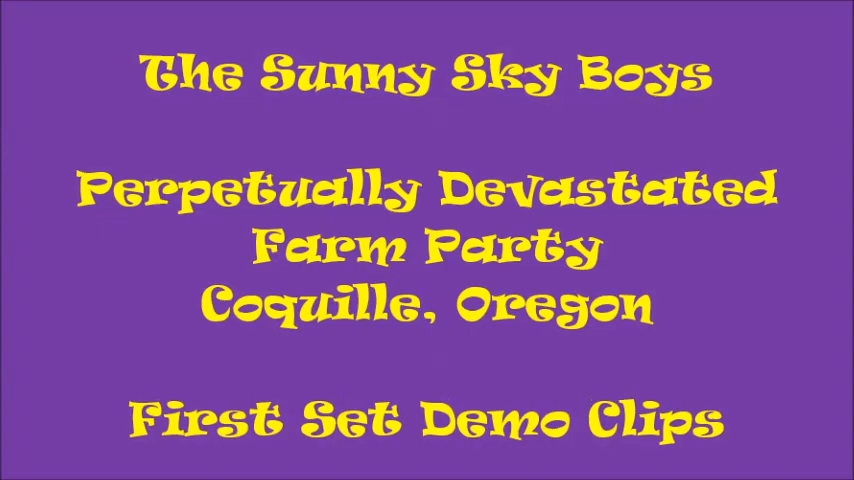 The Sunny Sky Boys
Perpetually Devastated
Farm Party
Coquille, Oregon
First Set Demo Clips